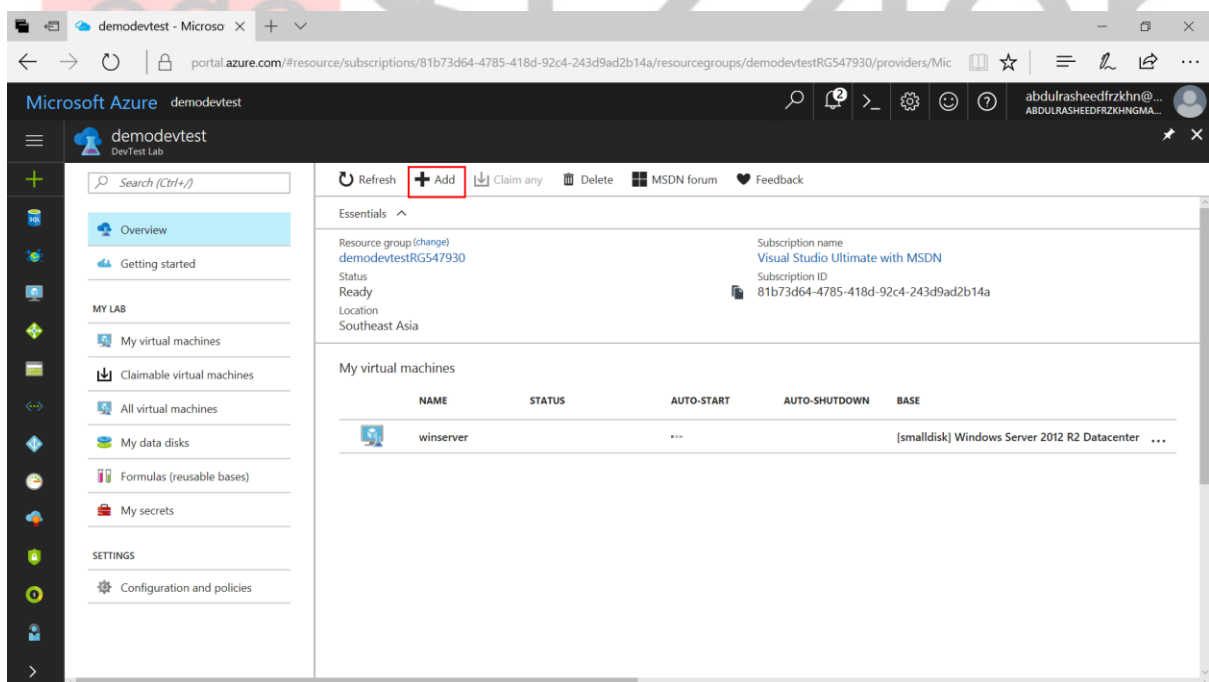 demodevtest - Microso
portal.azure.com/#resource/subscriptions/81b73d64-4785-418d-92c4-243d9ad2b14a/resourcegroups/demodevtestRG547930/providers/Mic
Microsoft Azure demodevtest
2
abdulrasheedfrzkhn@...
ABDULRASHEEDFRZKHNGMA...
demodevtest
DevTest Lab
Search (Ctrl+/)
Refresh Add Claim any Delete MSDN forum Feedback
Overview
Getting started
MY LAB
My virtual machines
Claimable virtual machines
All virtual machines
My data disks
Formulas (reusable bases)
My secrets
SETTINGS
Configuration and policies
Essentials
Resource group (change)
demodevtestRG547930
Status
Ready
Location
Southeast Asia
Subscription name
Visual Studio Ultimate with MSDN
Subscription ID
81b73d64-4785-418d-92c4-243d9ad2b14a
My virtual machines
NAME STATUS AUTO-START AUTO-SHUTDOWN BASE
winserver [smalldisk] Windows Server 2012 R2 Datacenter ...